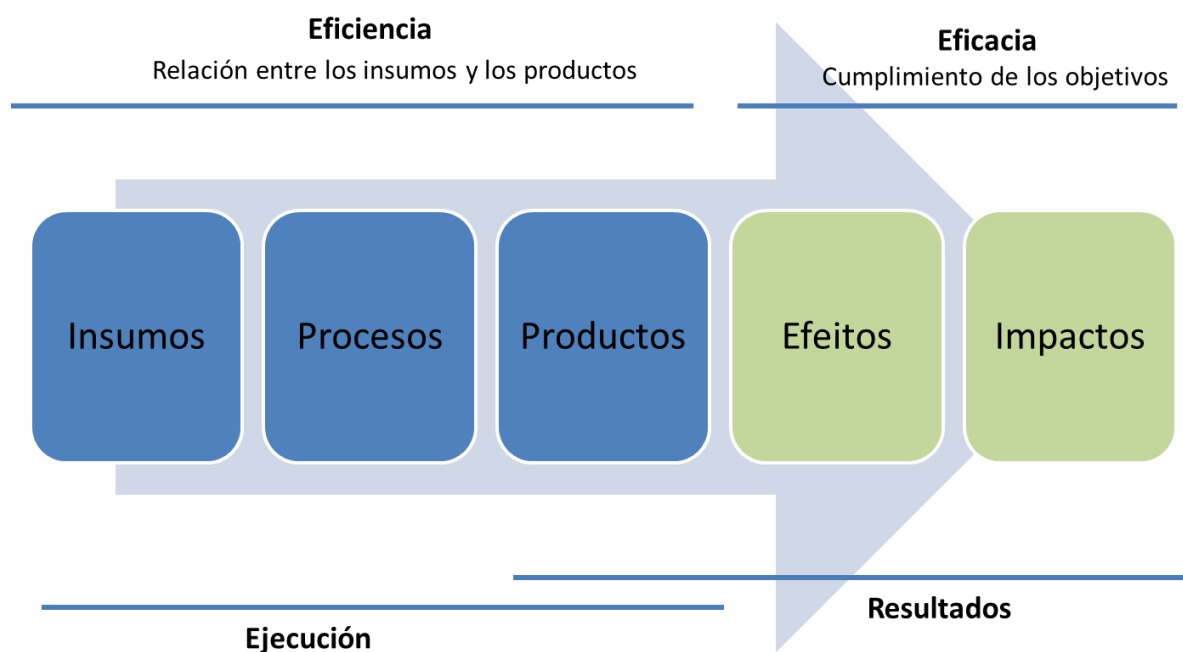 Eficiencia
Relación entre los insumos y los productos
Eficacia
Cumplimiento de los objetivos
Insumos
Procesos
Productos
Efeitos
Impactos
Resultados
Ejecución